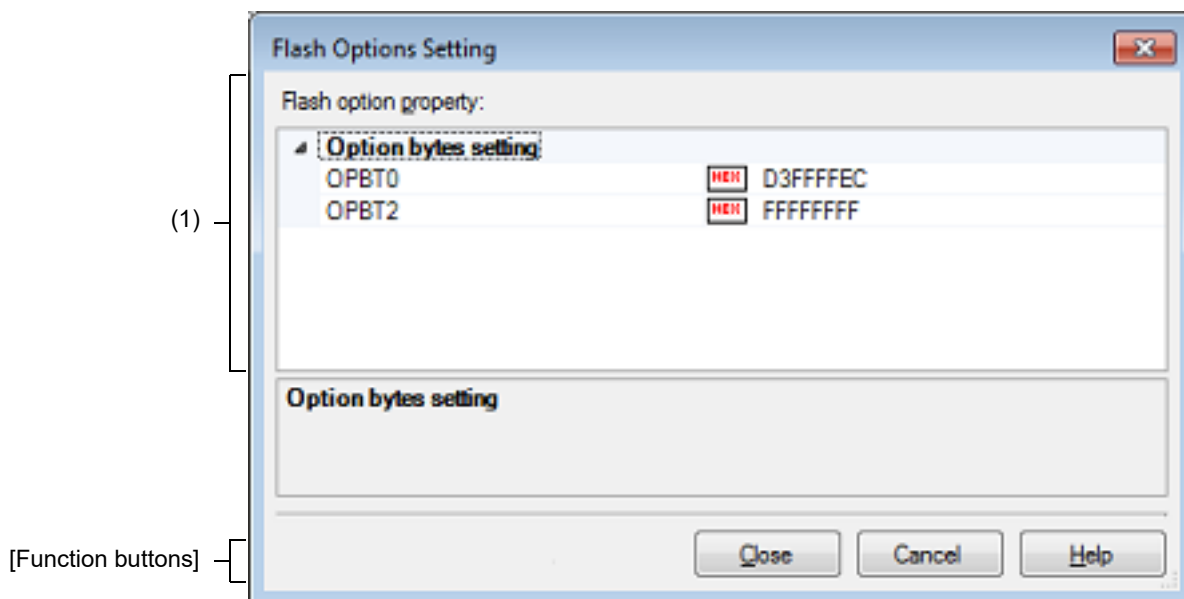 Flash Options Setting
Flash option property:
Option bytes setting
OPBT0 HEX D3FFFFEC
OPBT2 HEX FFFFFFFF
(1)
Option bytes setting
[Function buttons]
Close Cancel Help